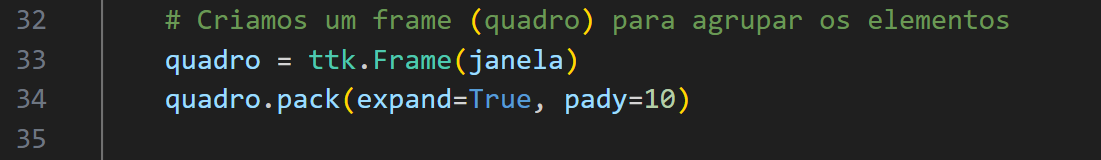 32 # Criamos um frame (quadro) para agrupar os elementos
33 quadro = ttk.Frame(janela)
34 quadro.pack(expand=True, pady=10)
35